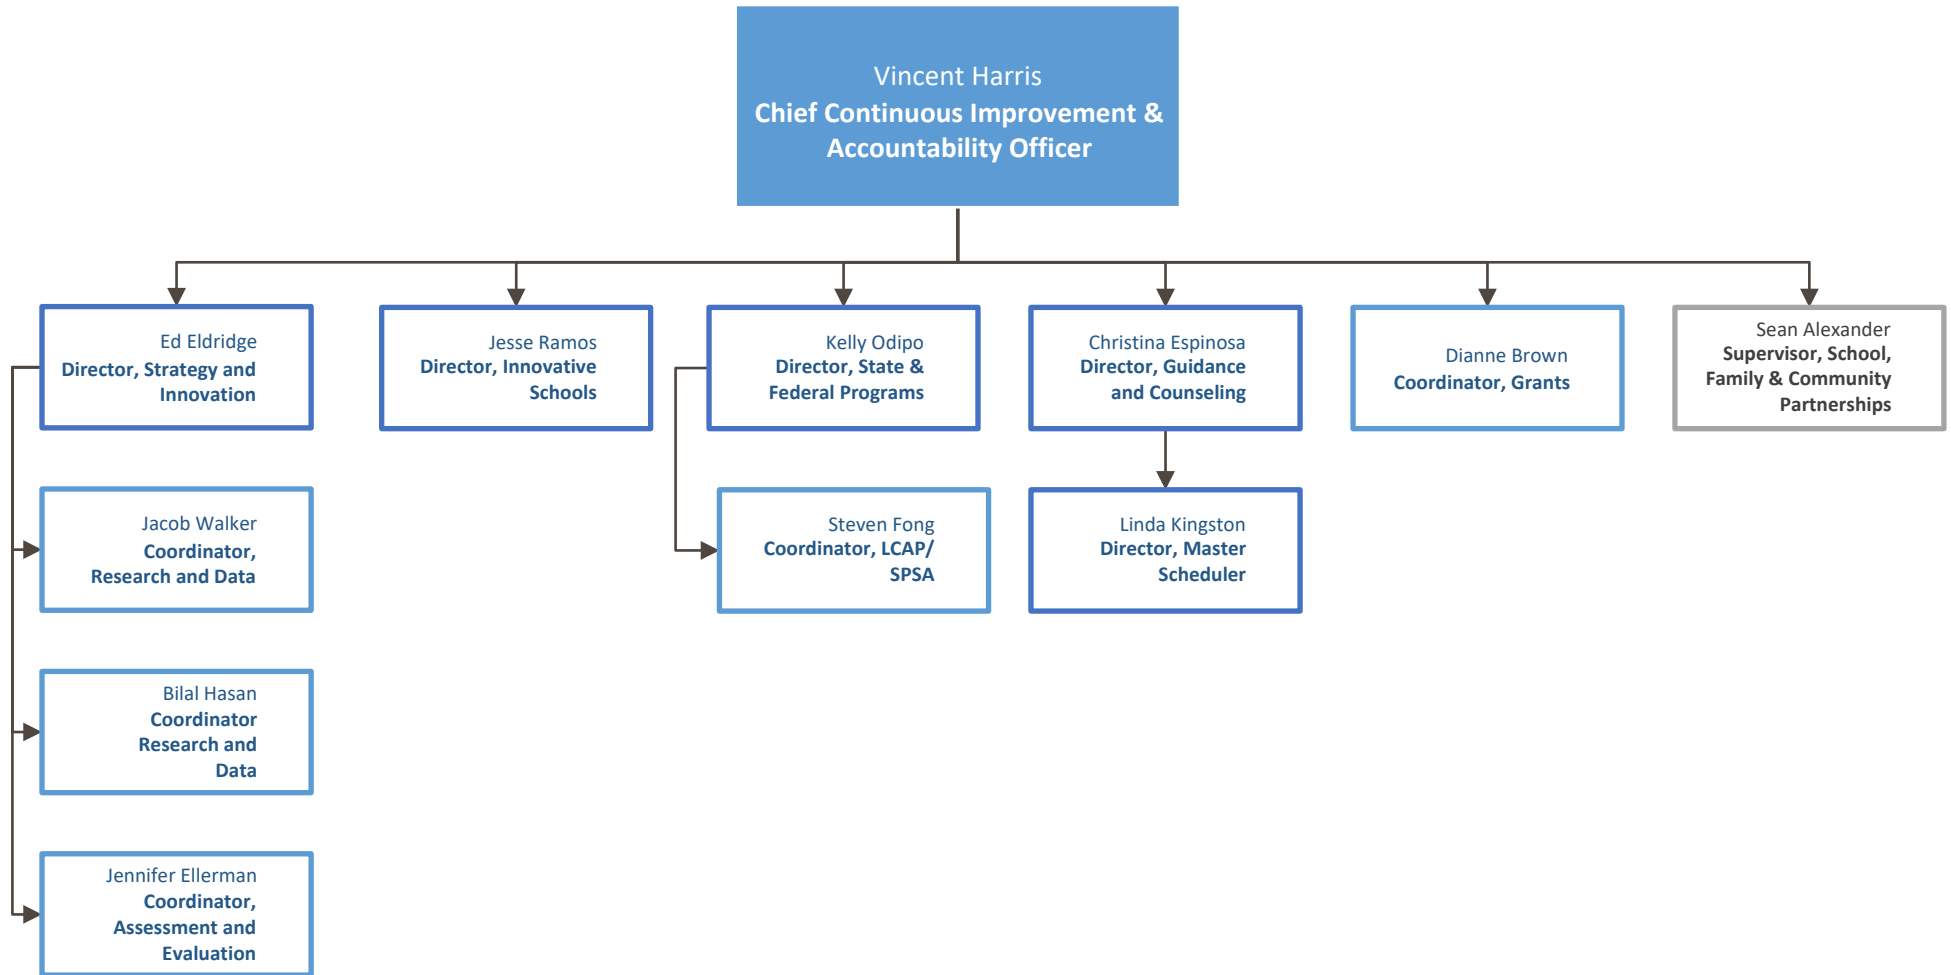 Vincent Harris
Chief Continuous Improvement &
Accountability Officer
Ed Eldridge
Director, Strategy and
Innovation
Jesse Ramos
Director, Innovative
Schools
Kelly Odipo
Director, State &
Federal Programs
Christina Espinosa
Director, Guidance
and Counseling
Dianne Brown
Coordinator, Grants
Sean Alexander
Supervisor, School,
Family & Community
Partnerships
Jacob Walker
Coordinator,
Research and Data
Steven Fong
Coordinator, LCAP/
SPSA
Linda Kingston
Director, Master
Scheduler
Bilal Hasan
Coordinator
Research and
Data
Jennifer Ellerman
Coordinator,
Assessment and
Evaluation